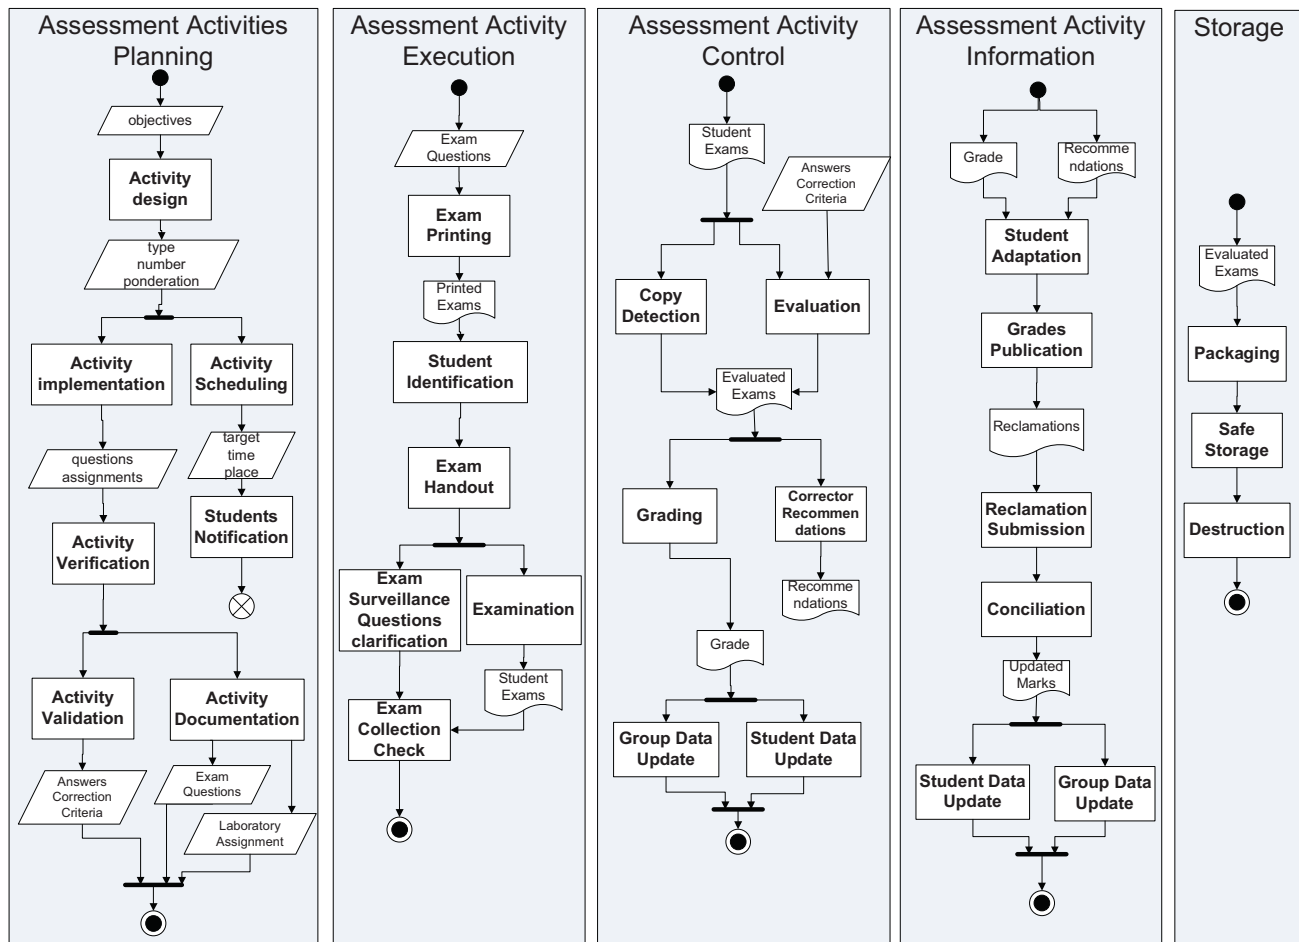 Assessment Activities
Planning
objectives
Activity
design
type
number
ponderation
Activity
implementation
Activity
Scheduling
questions
assignments
target
time
place
Activity
Verification
Students
Notification
Activity
Validation
Activity
Documentation
Answers
Correction
Criteria
Exam
Questions
Laboratory
Assignment
Assessment Activity
Execution
Exam
Questions
Exam
Printing
Printed
Exams
Student
Identification
Exam
Handout
Exam
Surveillance
Questions
clarification
Examination
Student
Exams
Exam
Collection
Check
Assessment Activity
Control
Student
Exams
Answers
Correction
Criteria
Copy
Detection
Evaluation
Evaluated
Exams
Grading
Corrector
Recommen
dations
Recomme
ndations
Grade
Group Data
Update
Student Data
Update
Assessment Activity
Information
Grade
Recomme
ndations
Student
Adaptation
Grades
Publication
Reclamations
Reclamation
Submission
Conciliation
Updated
Marks
Student Data
Update
Group Data
Update
Storage
Evaluated
Exams
Packaging
Safe
Storage
Destruction